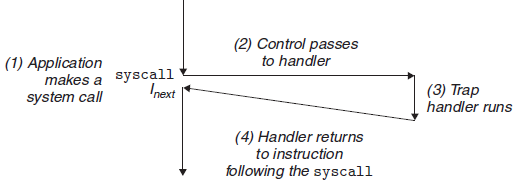 (1) Application
makes a
system call
syscall
Inext
(2) Control passes
to handler
(3) Trap
handler runs
(4) Handler returns
to instruction
following the syscall